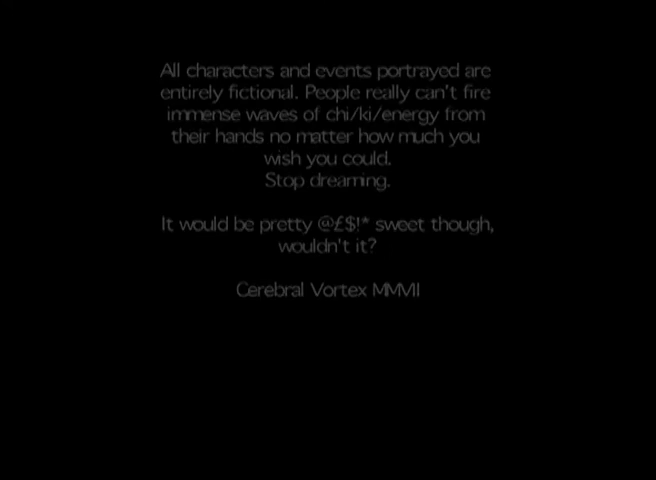 All characters and events portrayed are
entirely fictional. People really can't fire
immense waves of chi/ki/energy from
their hands no matter how much you
wish you could.
Stop dreaming.
It would be pretty @£$!* sweet though,
wouldn't it?
Cerebral Vortex MMVII